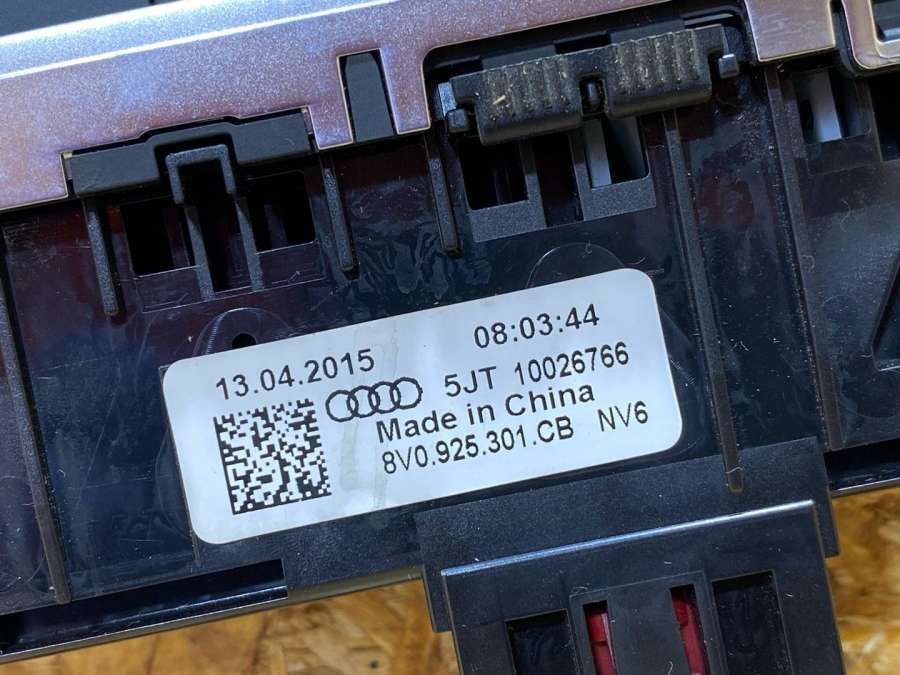 13.04.2015 08:03:44
5JT 10026766
Made in China
8V0.925.301.CB NV6